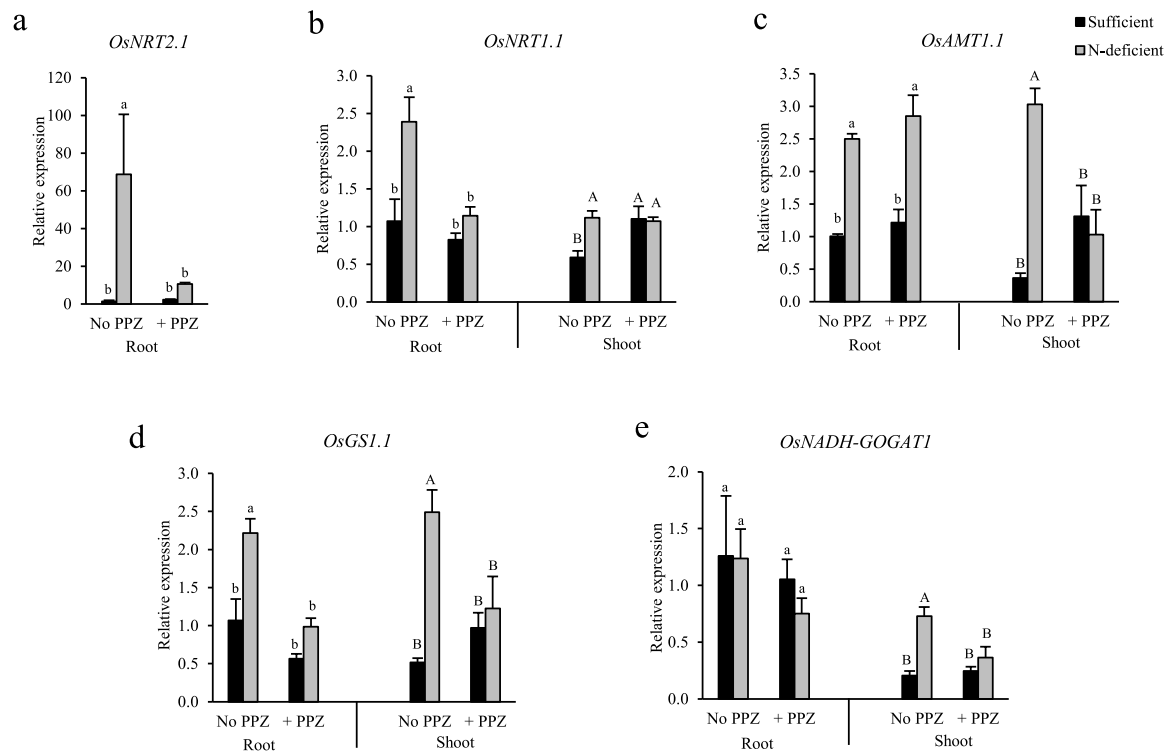 a
OsNRT2.1
Relative expression
120
100
80
60
40
20
0
b
a
b
b
No PPZ + PPZ
Root
b
OsNRT1.1
Relative expression
3.0
2.5
2.0
1.5
1.0
0.5
0.0
b
a
b
b
B
A
A
A
No PPZ + PPZ No PPZ + PPZ
Root Shoot
c
OsAMT1.1
Relative expression
3.5
3.0
2.5
2.0
1.5
1.0
0.5
0.0
b
a
b
a
B
A
B
B
No PPZ + PPZ No PPZ + PPZ
Root Shoot
Sufficient
N-deficient
d
OsGS1.1
Relative expression
3.0
2.5
2.0
1.5
1.0
0.5
0.0
b
a
b
b
B
A
B
B
No PPZ + PPZ No PPZ + PPZ
Root Shoot
e
OsNADH-GOGAT1
Relative expression
2.0
1.5
1.0
0.5
0.0
a
a
a
a
B
A
B
B
No PPZ + PPZ No PPZ + PPZ
Root Shoot